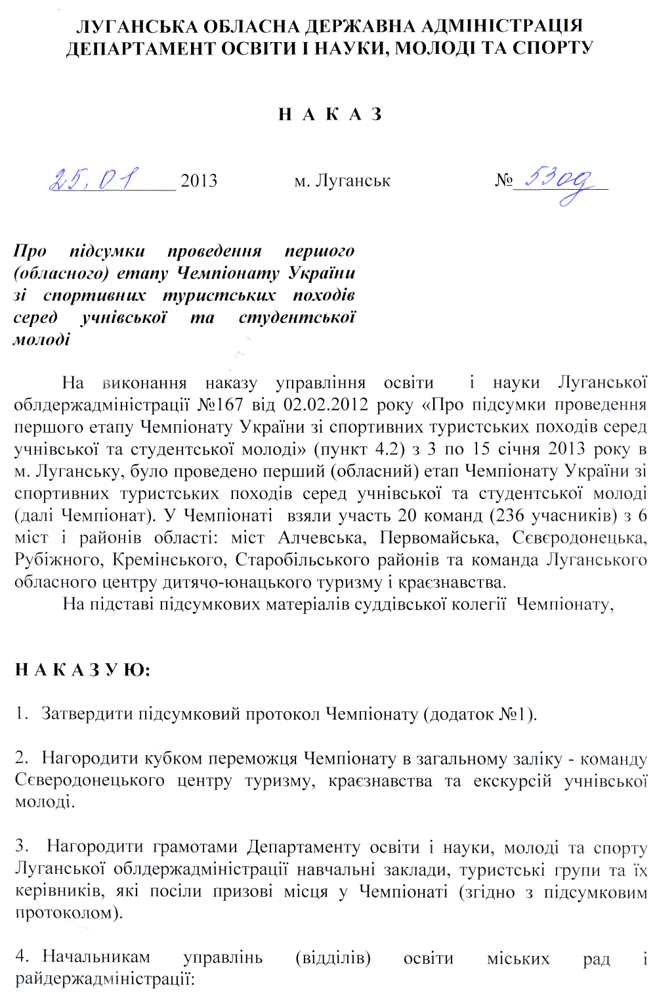 ЛУГАНСЬКА ОБЛАСНА ДЕРЖАВНА АДМІНІСТРАЦІЯ
ДЕПАРТАМЕНТ ОСВІТИ І НАУКИ, МОЛОДІ ТА СПОРТУ
Н А К А З
25.01 2013 м. Луганськ № 53од
Про підсумки проведення першого
(обласного) етапу Чемпіонату України
зі спортивних туристських походів
серед учнівської та студентської
молоді
На виконання наказу управління освіти і науки Луганської
облдержадміністрації №167 від 02.02.2012 року «Про підсумки проведення
першого етапу Чемпіонату України зі спортивних туристських походів серед
учнівської та студентської молоді» (пункт 4.2) з 3 по 15 січня 2013 року в
м. Луганську, було проведено перший (обласний) етап Чемпіонату України зі
спортивних туристських походів серед учнівської та студентської молоді
(далі Чемпіонат). У Чемпіонаті взяли участь 20 команд (236 учасників) з 6
міст і районів області: міст Алчевська, Первомайська, Сєвєродонецька,
Рубіжного, Кремінського, Старобільського районів та команда Луганського
обласного центру дитячо-юнацького туризму і краєзнавства.
На підставі підсумкових матеріалів суддівської колегії Чемпіонату,
Н А К А З У Ю:
1. Затвердити підсумковий протокол Чемпіонату (додаток №1).
2. Нагородити кубком переможця Чемпіонату в загальному заліку - команду
Сєверодонецького центру туризму, краєзнавства та екскурсій учнівської
молоді.
3. Нагородити грамотами Департаменту освіти і науки, молоді та спорту
Луганської облдержадміністрації навчальні заклади, туристські групи та їх
керівників, які посіли призові місця у Чемпіонаті (згідно з підсумковим
протоколом).
4. Начальникам управлінь (відділів) освіти міських рад і
райдержадміністрації: